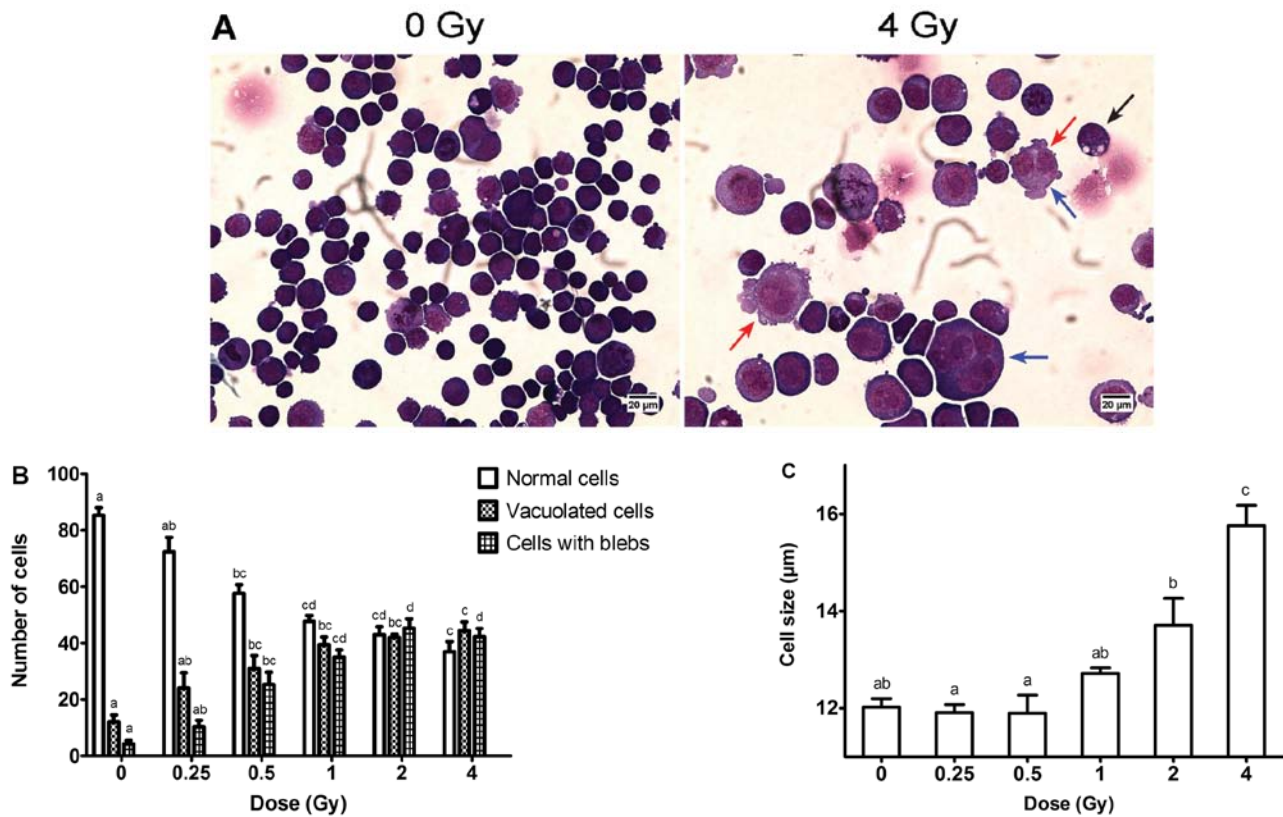 A
0 Gy
4 Gy
20 µm
20 µm
B
100
80
60
40
20
0
Number of cells
a
a
a
ab
ab
ab
bc
bc
bc
cd
bc
cd
cd
bc
d
c
c
d
0
0.25
0.5
1
2
4
Dose (Gy)
Normal cells
Vacuolated cells
Cells with blebs
C
16
14
12
Cell size (µm)
ab
a
a
ab
b
c
0
0.25
0.5
1
2
4
Dose (Gy)